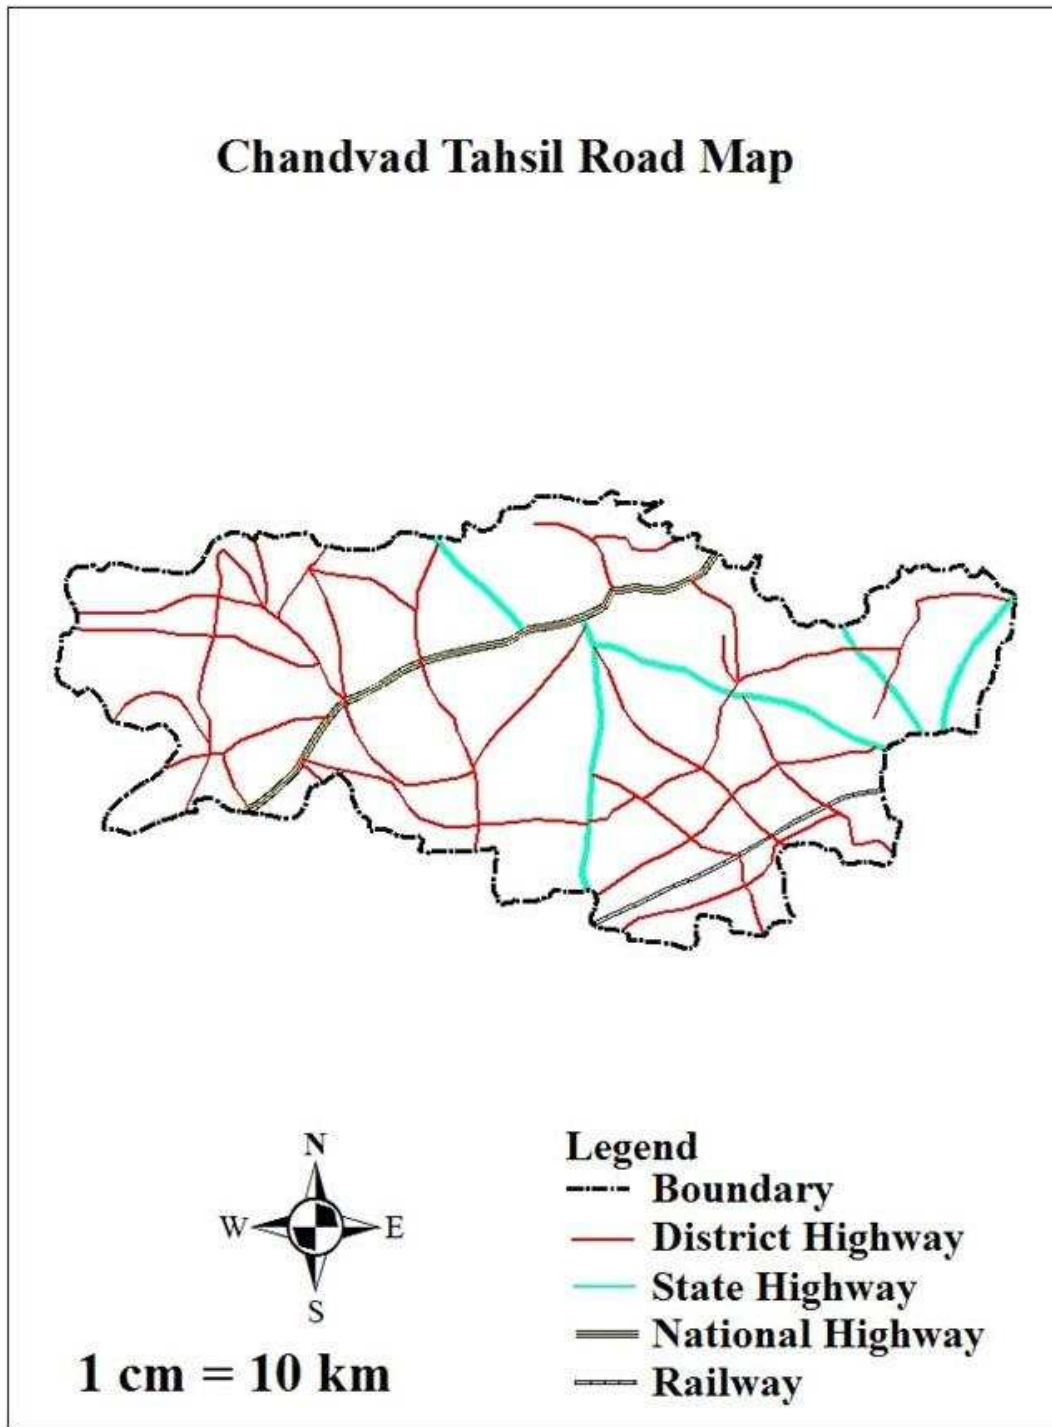 Chandvad Tahsil Road Map
N
W E
S
1 cm = 10 km
Legend
Boundary
District Highway
State Highway
National Highway
Railway